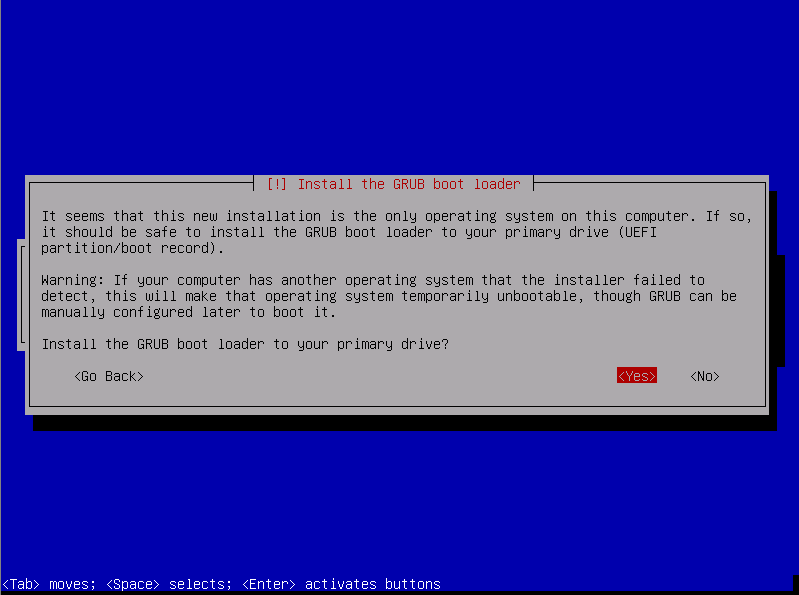 [!] Install the GRUB boot loader
It seems that this new installation is the only operating system on this computer. If so,
it should be safe to install the GRUB boot loader to your primary drive (UEFI
partition/boot record).
Warning: If your computer has another operating system that the installer failed to
detect, this will make that operating system temporarily unbootable, though GRUB can be
manually configured later to boot it.
Install the GRUB boot loader to your primary drive?
<Go Back> <Yes> <No>
<Tab> moves; <Space> selects; <Enter> activates buttons